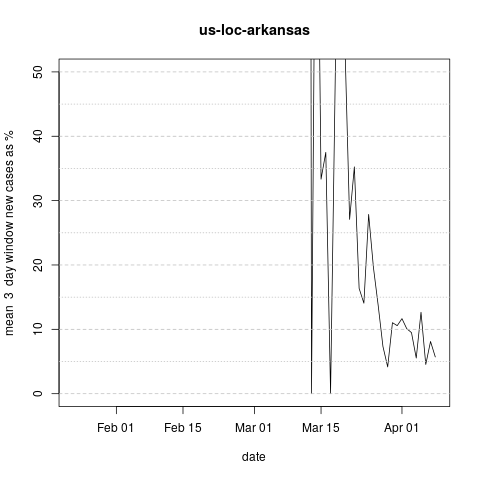 us-loc-arkansas
mean  3  day window new cases as %
50
40
30
20
10
0
Feb 01
Feb 15
Mar 01
Mar 15
Apr 01
date